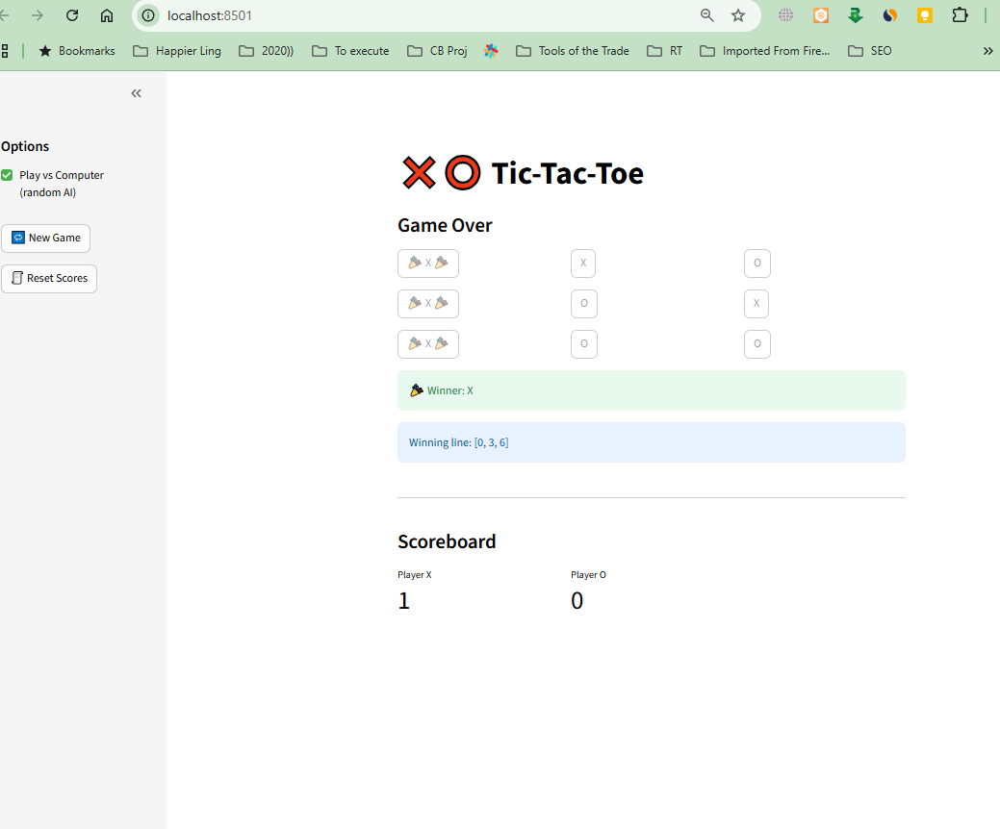 localhost:8501
Bookmarks Happier Ling 2020)) To execute CB Proj Tools of the Trade RT Imported From Fire... SEO
Options
Play vs Computer
(random AI)
New Game
Reset Scores
Tic-Tac-Toe
Game Over
X X O
X O X
X O O
Winner: X
Winning line: [0, 3, 6]
Scoreboard
Player X Player O
1 0